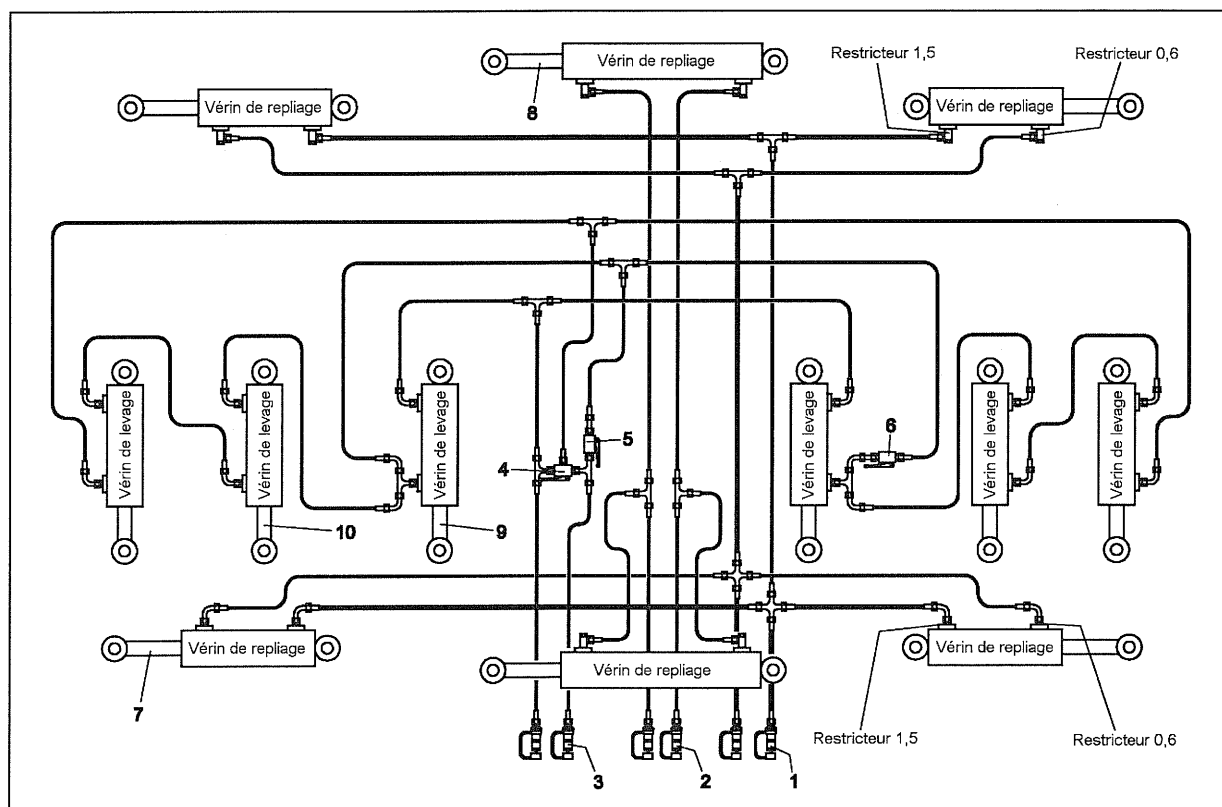 Restricteur 1,5
Restricteur 0,6
Vérin de repliage
8
Vérin de repliage
Vérin de repliage
Vérin de levage
Vérin de levage
Vérin de levage
Vérin de levage
Vérin de levage
Vérin de levage
5
4
6
10
9
Vérin de repliage
Vérin de repliage
Vérin de repliage
7
Restricteur 1,5
Restricteur 0,6
3
2
1